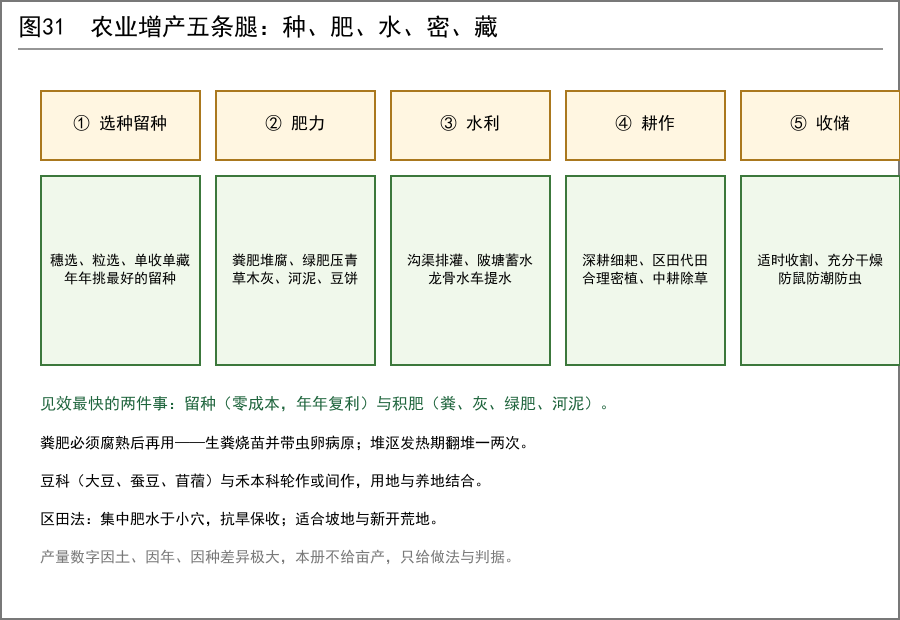 图31 农业增产五条腿：种、肥、水、密、藏
① 选种留种
② 肥力
③ 水利
④ 耕作
⑤ 收储
穗选、粒选、单收单藏
年年挑最好的留种
粪肥堆腐、绿肥压青
草木灰、河泥、豆饼
沟渠排灌、陂塘蓄水
龙骨水车提水
深耕细耙、区田代田
合理密植、中耕除草
适时收割、充分干燥
防鼠防潮防虫
见效最快的两件事：留种（零成本，年年复利）与积肥（粪、灰、绿肥、河泥）。
粪肥必须腐熟后再用——生粪烧苗并带虫卵病原；堆沤发热期翻堆一两次。
豆科（大豆、蚕豆、苜蓿）与禾本科轮作或间作，用地与养地结合。
区田法：集中肥水于小穴，抗旱保收；适合坡地与新开荒地。
产量数字因土、因年、因种差异极大，本册不给亩产，只给做法与判据。